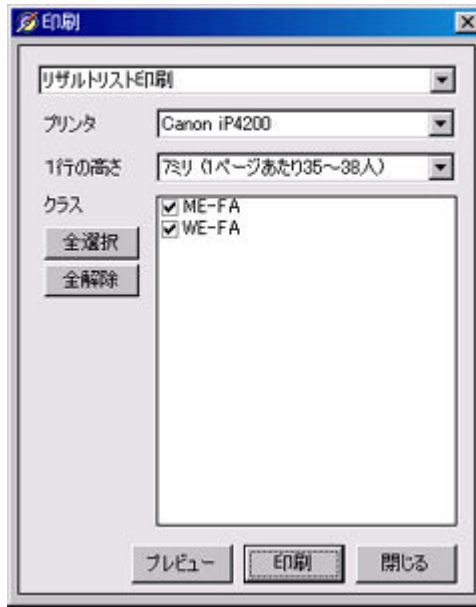 印刷
リザルトリスト印刷
プリンタ
Canon iP4200
1行の高さ
7ミリ (1ページあたり35～38人)
クラス
ME-FA
WE-FA
全選択
全解除
プレビュー
印刷
閉じる